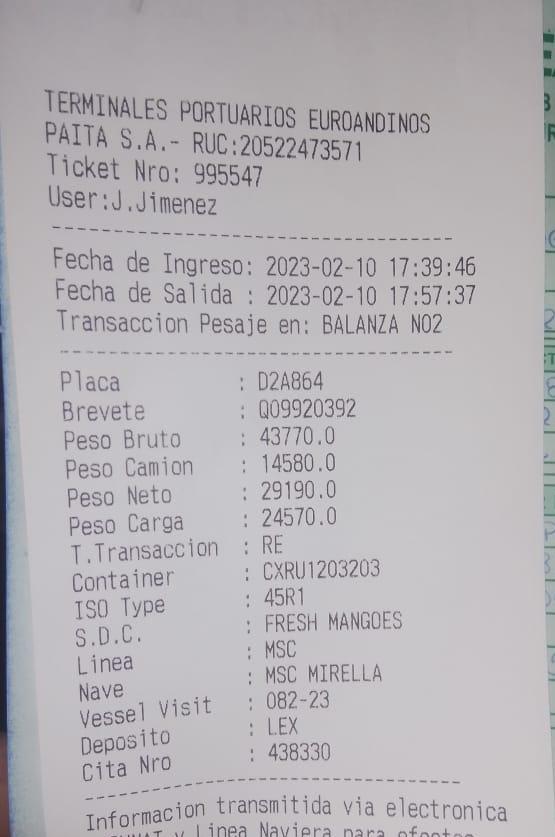 TERMINALES PORTUARIOS EUROANDINOS
PAITA S.A.- RUC:20522473571
Ticket Nro: 995547
User:J.Jimenez
--------------------------------
Fecha de Ingreso: 2023-02-10 17:39:46
Fecha de Salida : 2023-02-10 17:57:37
Transaccion Pesaje en: BALANZA NO2
--------------------------------
Placa : D2A864
Brevete : Q09920392
Peso Bruto : 43770.0
Peso Camion : 14580.0
Peso Neto : 29190.0
Peso Carga : 24570.0
T.Transaccion : RE
Container : CXRU1203203
ISO Type : 45R1
S.D.C. : FRESH MANGOES
Linea : MSC
Nave : MSC MIRELLA
Vessel Visit : 082-23
Deposito : LEX
Cita Nro : 438330
--------------------------------
Informacion transmitida via electronica
y Linea Naviera para